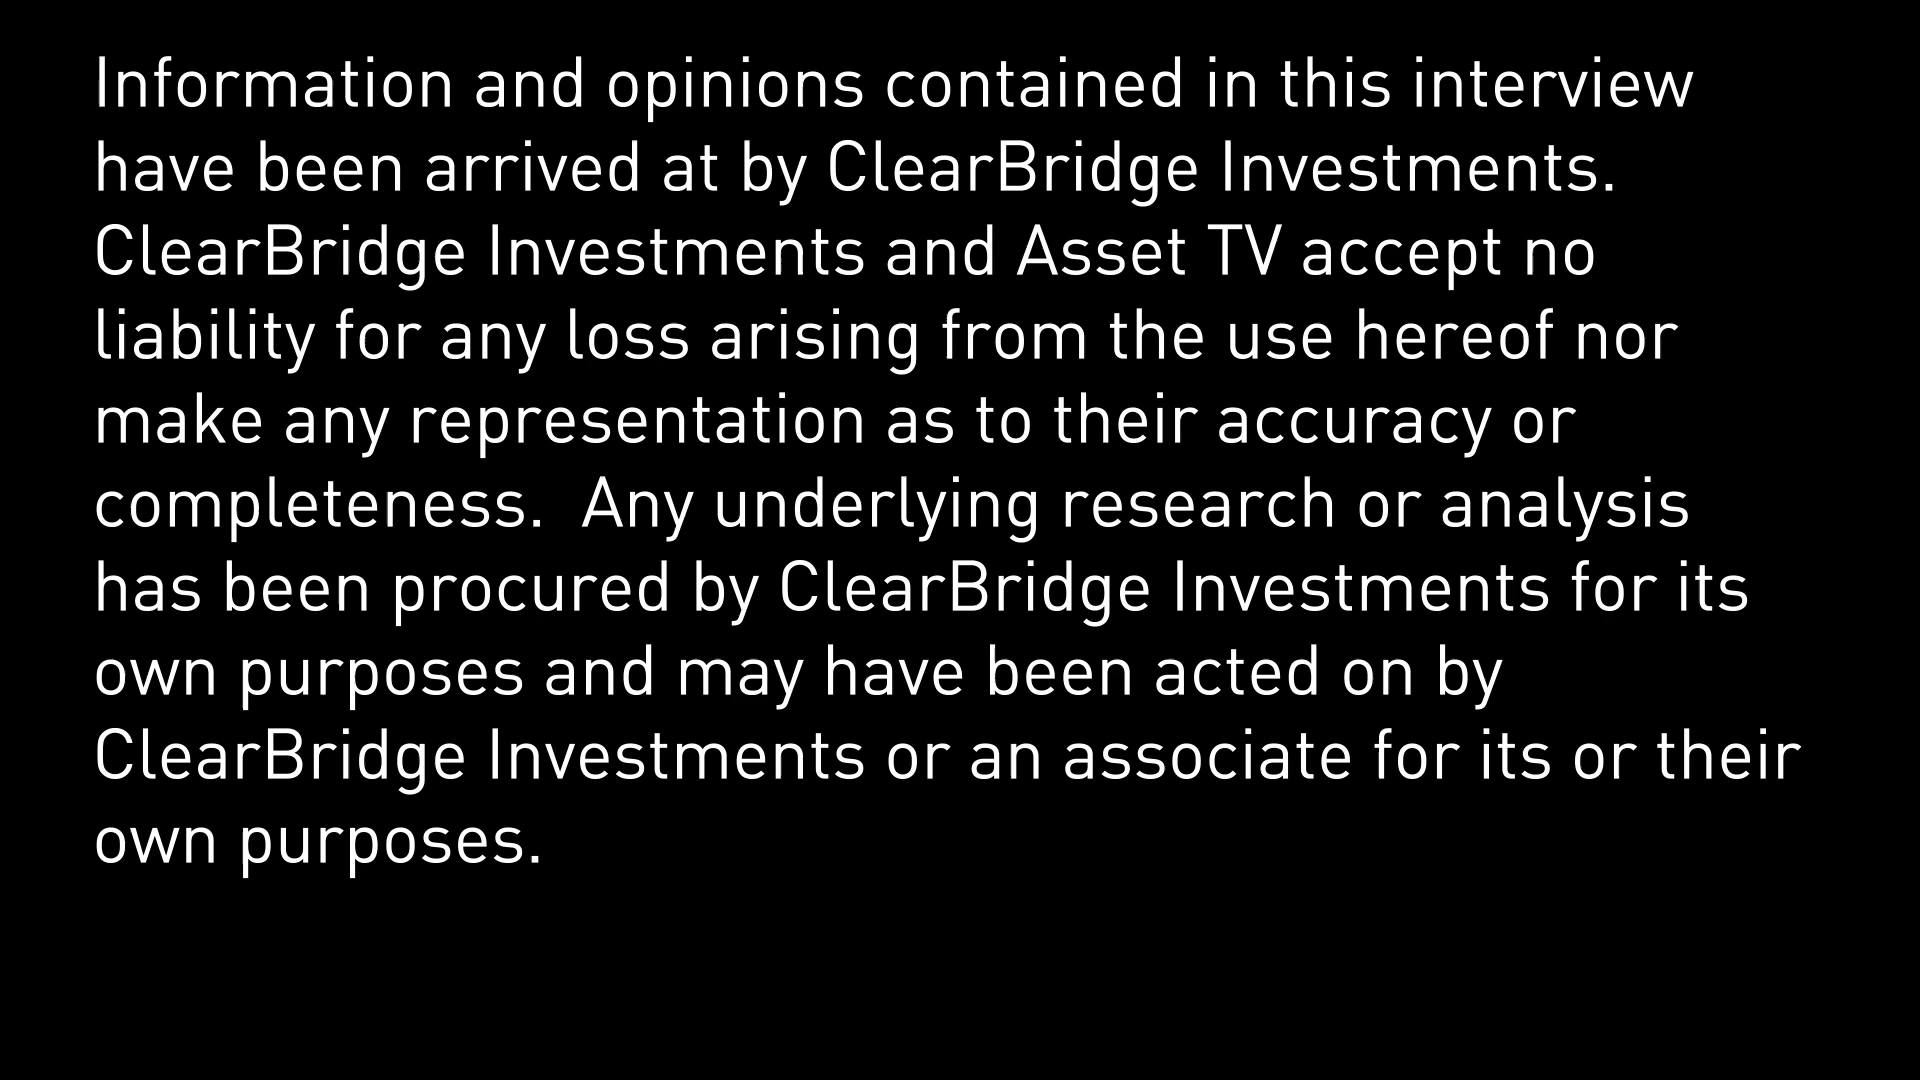 Information and opinions contained in this interview
have been arrived at by ClearBridge Investments.
ClearBridge Investments and Asset TV accept no
liability for any loss arising from the use hereof nor
make any representation as to their accuracy or
completeness.  Any underlying research or analysis
has been procured by ClearBridge Investments for its
own purposes and may have been acted on by
ClearBridge Investments or an associate for its or their
own purposes.